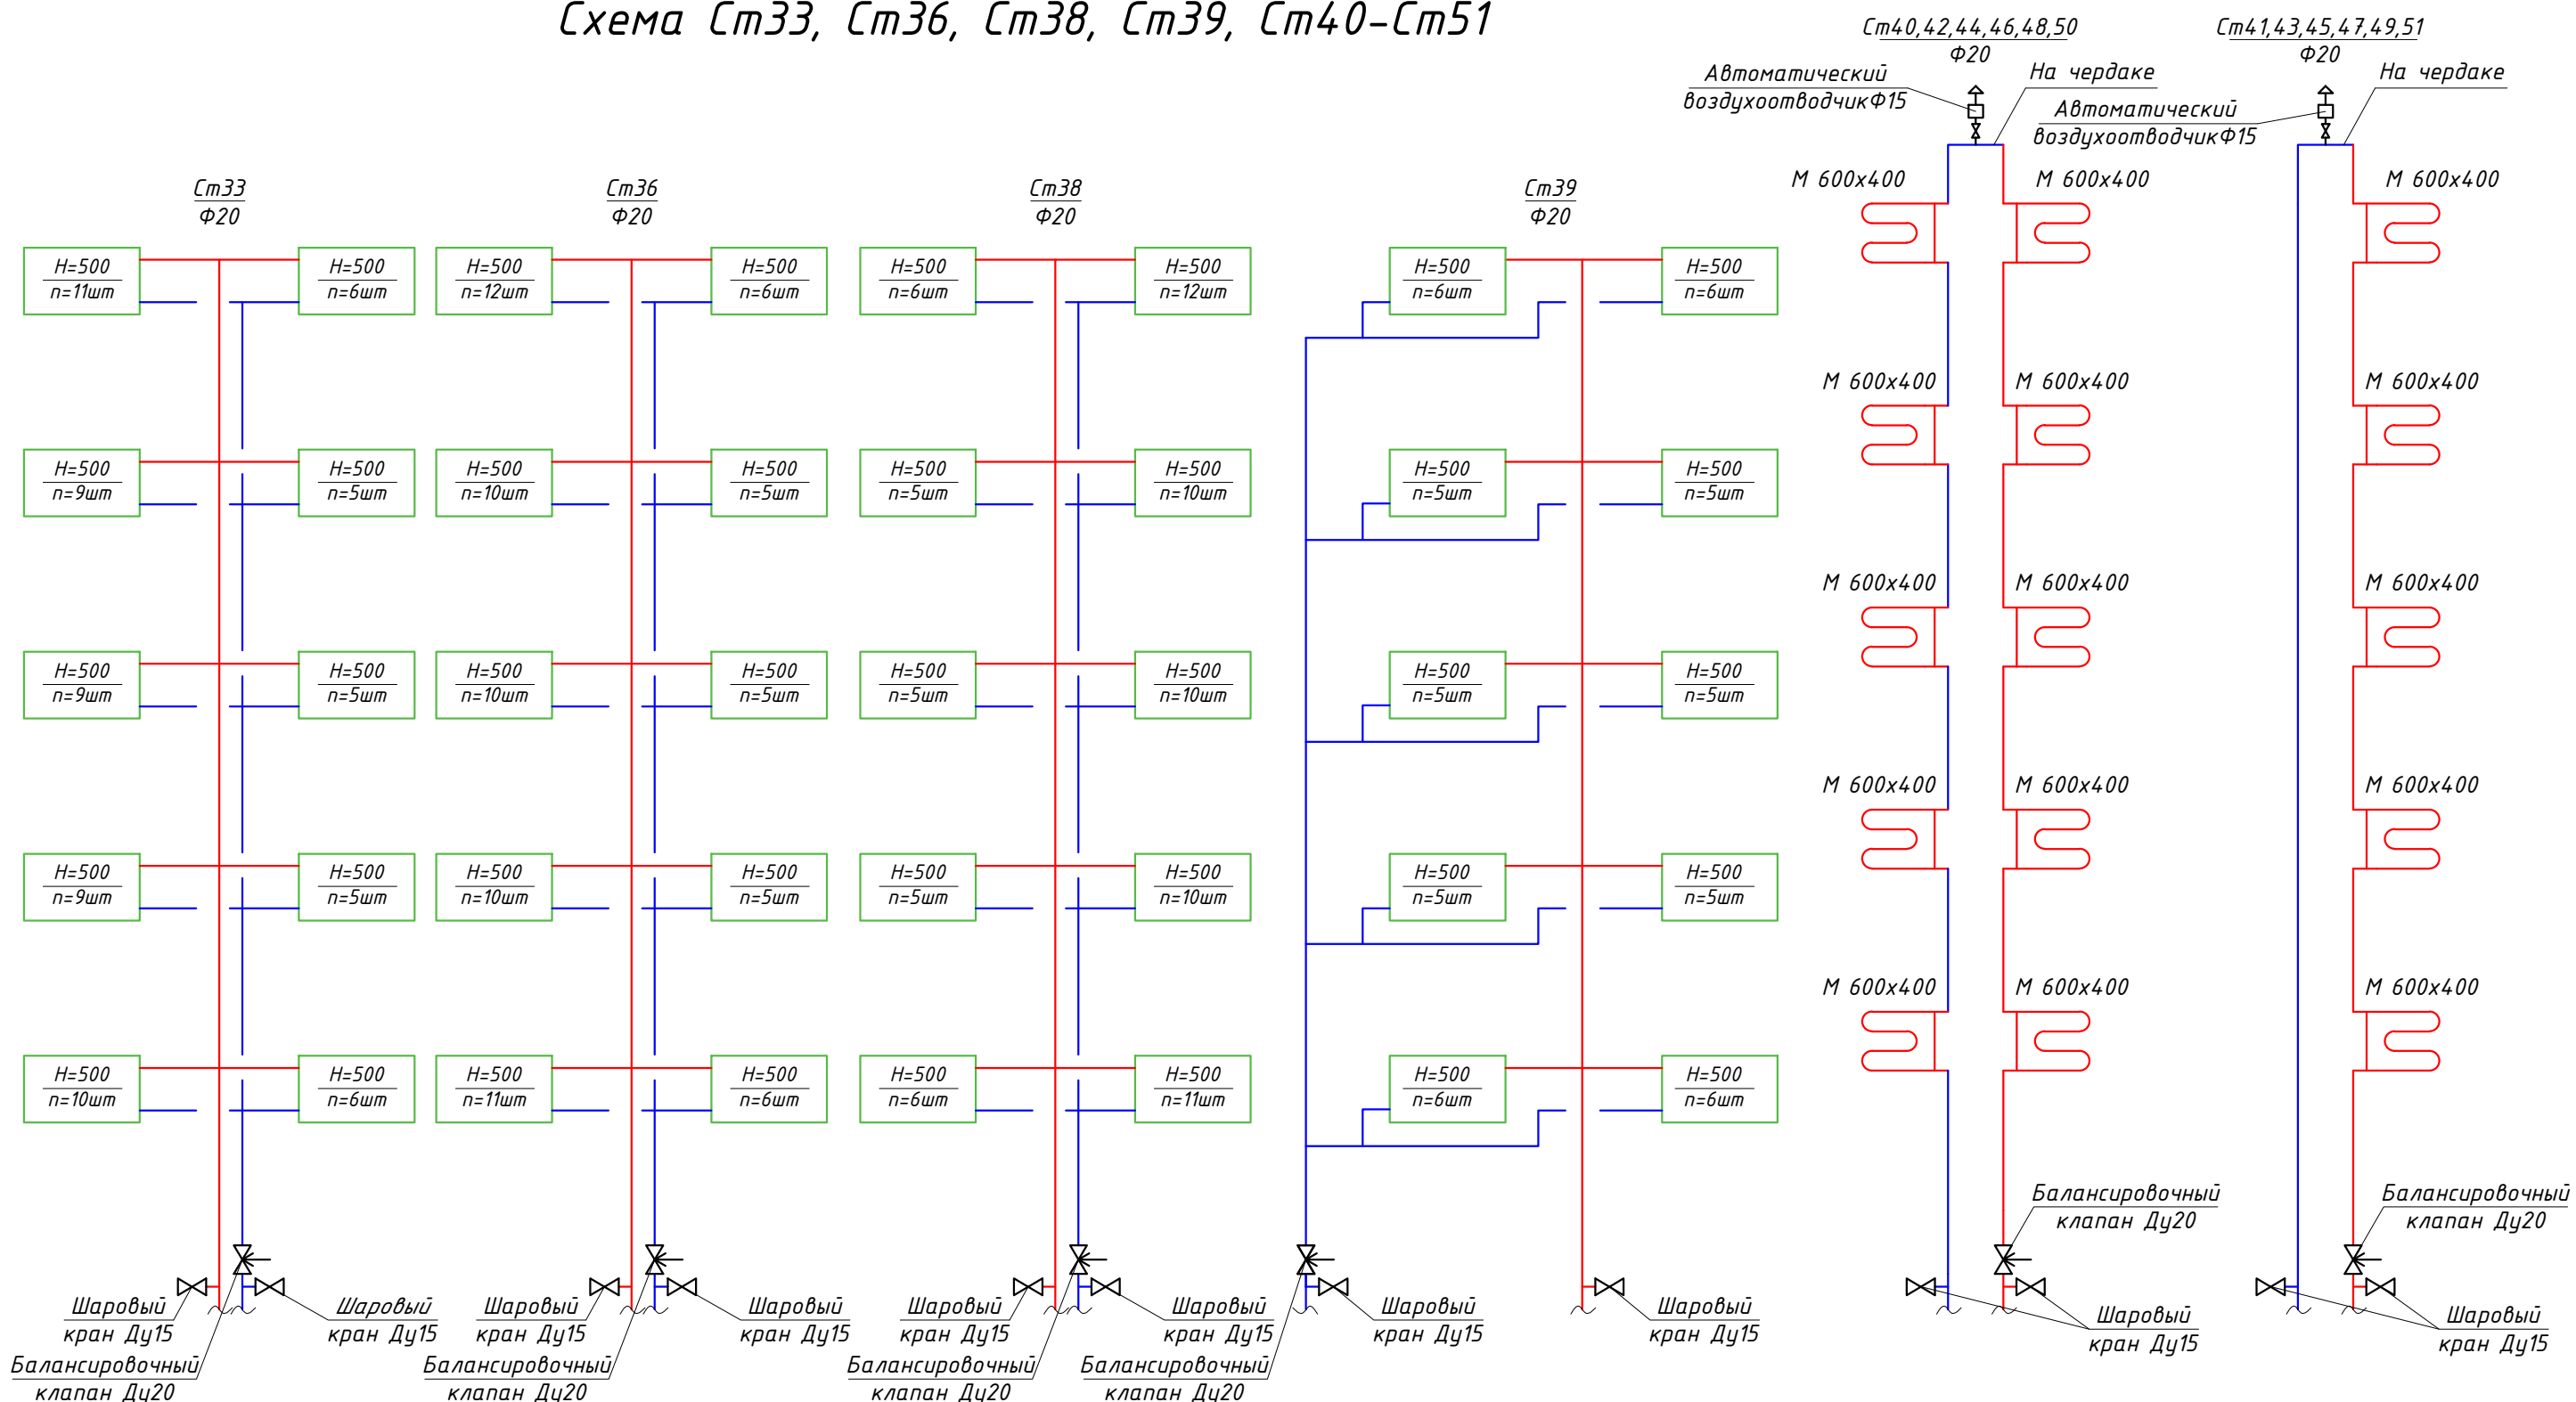 Схема Ст33, Ст36, Ст38, Ст39, Ст40-Ст51
Ст40,42,44,46,48,50
Ф20
Ст41,43,45,47,49,51
Ф20
Автоматический
воздухоотводчикФ15
На чердаке
Автоматический
воздухоотводчикФ15
На чердаке
Ст33
Ф20
Ст36
Ф20
Ст38
Ф20
Ст39
Ф20
М 600х400
М 600х400
М 600х400
Н=500
п=11шт
Н=500
п=6шт
Н=500
п=12шт
Н=500
п=6шт
Н=500
п=6шт
Н=500
п=12шт
Н=500
п=6шт
Н=500
п=6шт
М 600х400
М 600х400
М 600х400
Н=500
п=9шт
Н=500
п=5шт
Н=500
п=10шт
Н=500
п=5шт
Н=500
п=5шт
Н=500
п=10шт
Н=500
п=5шт
Н=500
п=5шт
М 600х400
М 600х400
М 600х400
Н=500
п=9шт
Н=500
п=5шт
Н=500
п=10шт
Н=500
п=5шт
Н=500
п=5шт
Н=500
п=10шт
Н=500
п=5шт
Н=500
п=5шт
М 600х400
М 600х400
М 600х400
Н=500
п=9шт
Н=500
п=5шт
Н=500
п=10шт
Н=500
п=5шт
Н=500
п=5шт
Н=500
п=10шт
Н=500
п=5шт
Н=500
п=5шт
М 600х400
М 600х400
М 600х400
Н=500
п=10шт
Н=500
п=6шт
Н=500
п=11шт
Н=500
п=6шт
Н=500
п=6шт
Н=500
п=11шт
Н=500
п=6шт
Н=500
п=6шт
Балансировочный
клапан Ду20
Балансировочный
клапан Ду20
Шаровый
кран Ду15
Шаровый
кран Ду15
Шаровый
кран Ду15
Шаровый
кран Ду15
Шаровый
кран Ду15
Шаровый
кран Ду15
Шаровый
кран Ду15
Шаровый
кран Ду15
Шаровый
кран Ду15
Шаровый
кран Ду15
Балансировочный
клапан Ду20
Балансировочный
клапан Ду20
Балансировочный
клапан Ду20
Балансировочный
клапан Ду20